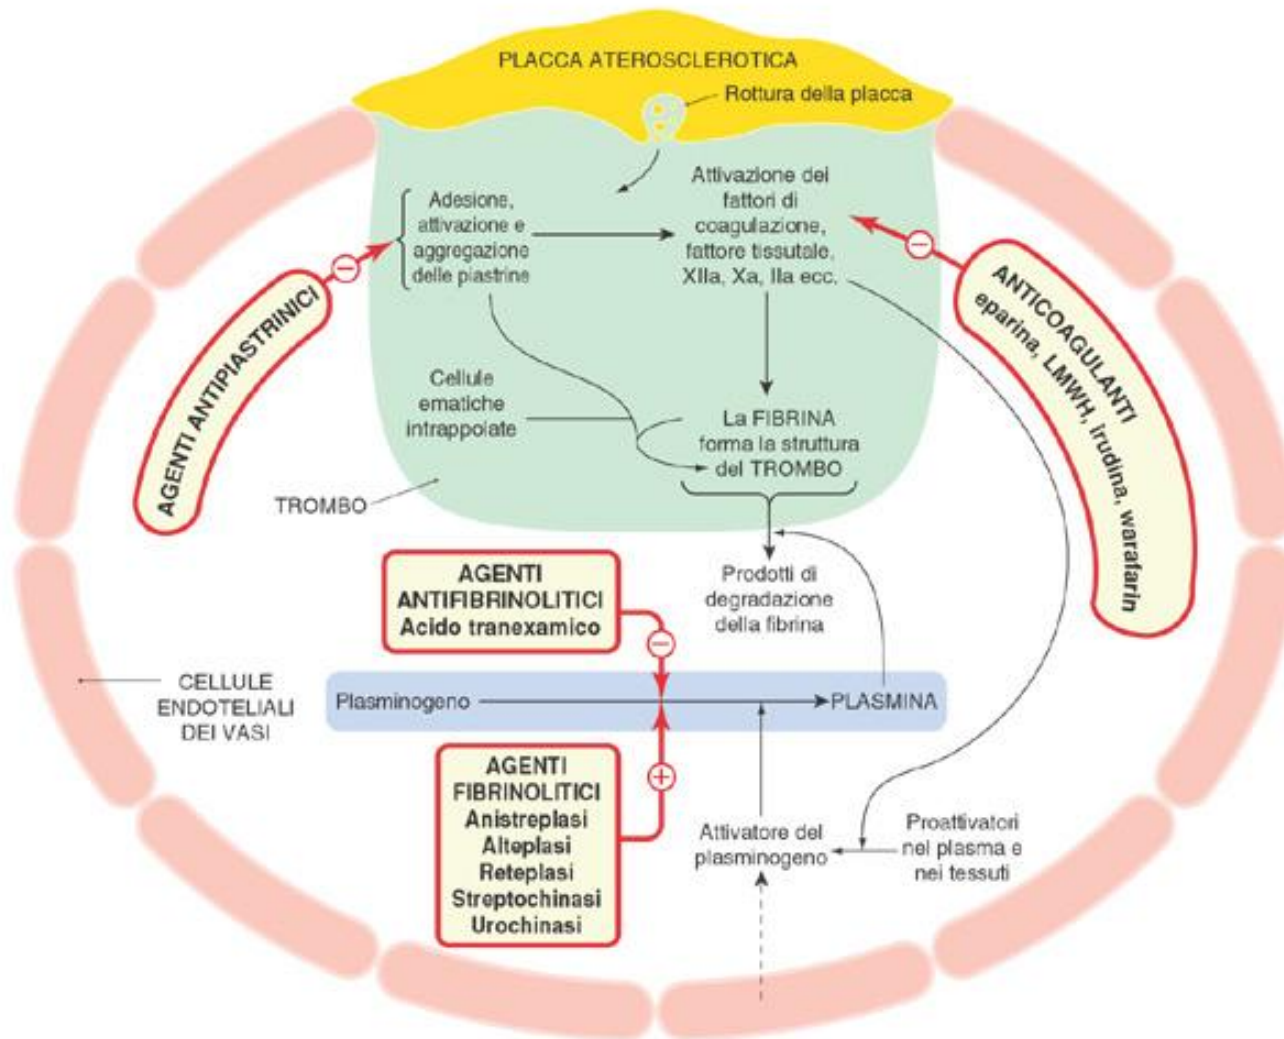 PLACCA ATEROSCLEROTICA
Rottura della placca
Adesione,
attivazione e
aggregazione
delle piastrine
Attivazione dei
fattori di
coagulazione,
fattore tissutale,
XIIa, Xa, IIa ecc.
AGENTI ANTIPIASTRINICI
ANTICOAGULANTI
eparina, LMWH, irudina, warafarin
Cellule
ematiche
intrappolate
La FIBRINA
forma la struttura
del TROMBO
TROMBO
AGENTI
ANTIFIBRINOLITICI
Acido tranexamico
Prodotti di
degradazione
della fibrina
CELLULE
ENDOTELIALI
DEI VASI
Plasminogeno
PLASMINA
AGENTI
FIBRINOLITICI
Anistreplasi
Alteplasi
Reteplasi
Streptochinasi
Urochinasi
Attivatore del
plasminogeno
Proattivatori
nel plasma e
nei tessuti